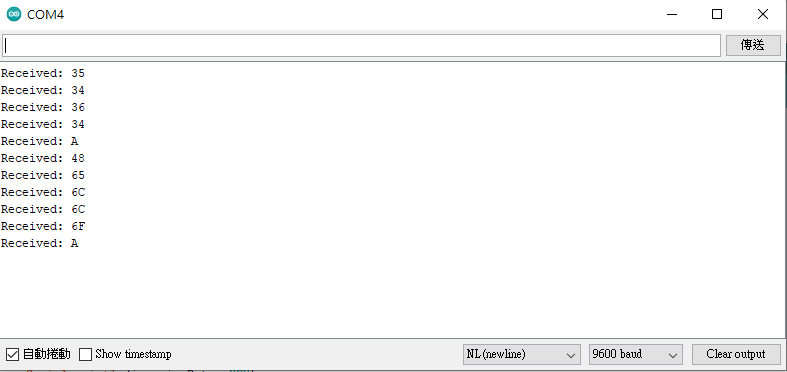 COM4
傳送
Received: 35
Received: 34
Received: 36
Received: 34
Received: A
Received: 48
Received: 65
Received: 6C
Received: 6C
Received: 6F
Received: A
自動捲動 Show timestamp NL(newline) 9600 baud Clear output